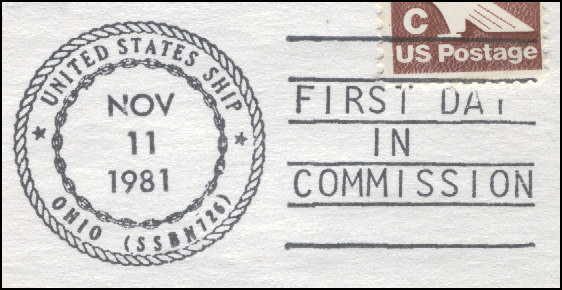 UNITED STATES SHIP
NOV
11
1981
OHIO (SSBN726)
C
US Postage
FIRST DAY
IN
COMMISSION